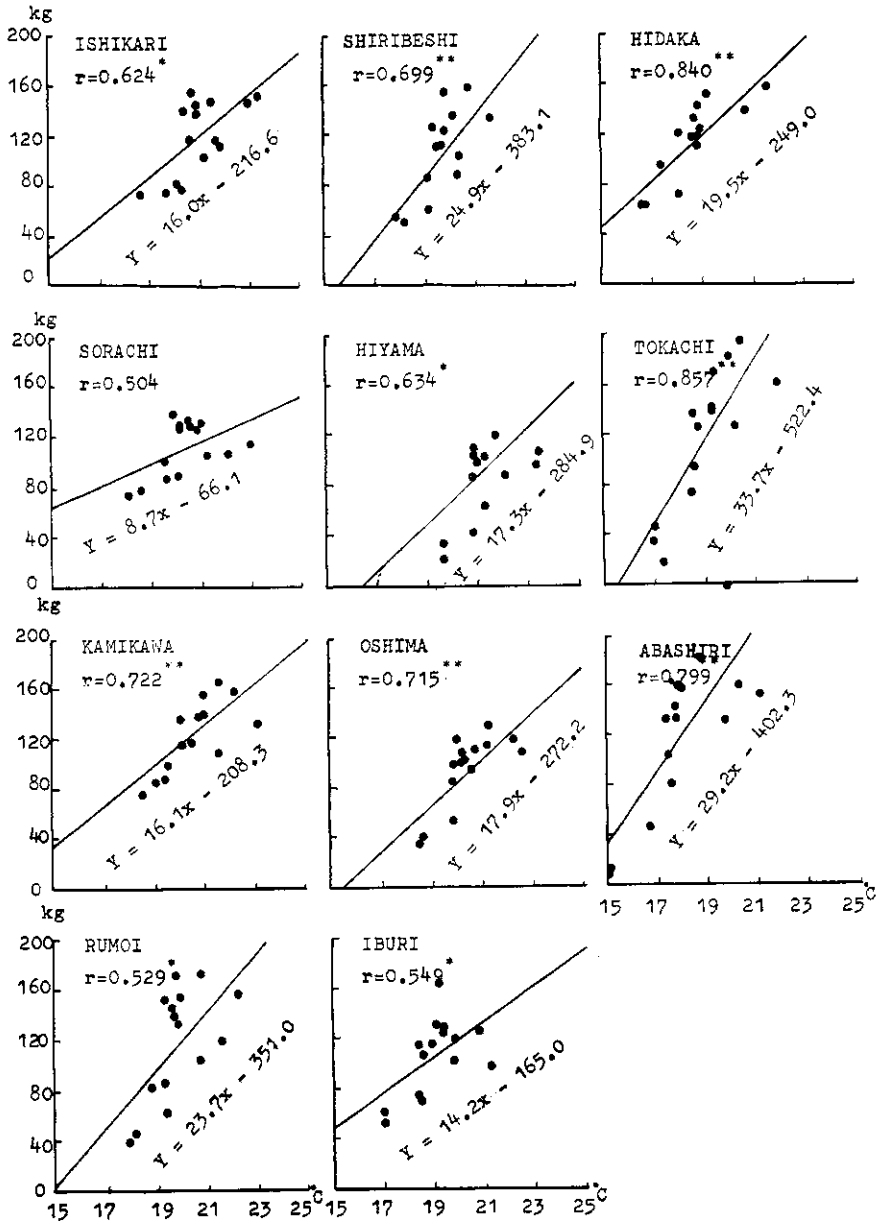 kg
200
160
120
80
40
0
ISHIKARI
r=0.624*
Y = 16.0x - 216.6
SHIRIBESHI
r=0.699**
Y = 24.9x - 383.1
HIDAKA
r=0.840**
Y = 19.5x - 249.0
kg
200
160
120
80
40
0
SORACHI
r=0.504
Y = 8.7x - 66.1
HIYAMA
r=0.634*
Y = 17.3x - 284.9
TOKACHI
r=0.857**
Y = 33.7x - 522.4
kg
200
160
120
80
40
0
KAMIKAWA
r=0.722**
Y = 16.1x - 208.3
OSHIMA
r=0.715**
Y = 17.9x - 272.2
ABASHIRI
r=0.799**
Y = 29.2x - 402.3
15 17 19 21 23 25°C
kg
200
160
120
80
40
0
RUMOI
r=0.529*
Y = 23.7x - 351.0
15 17 19 21 23 25°C
IBURI
r=0.549*
Y = 14.2x - 165.0
15 17 19 21 23 25°C